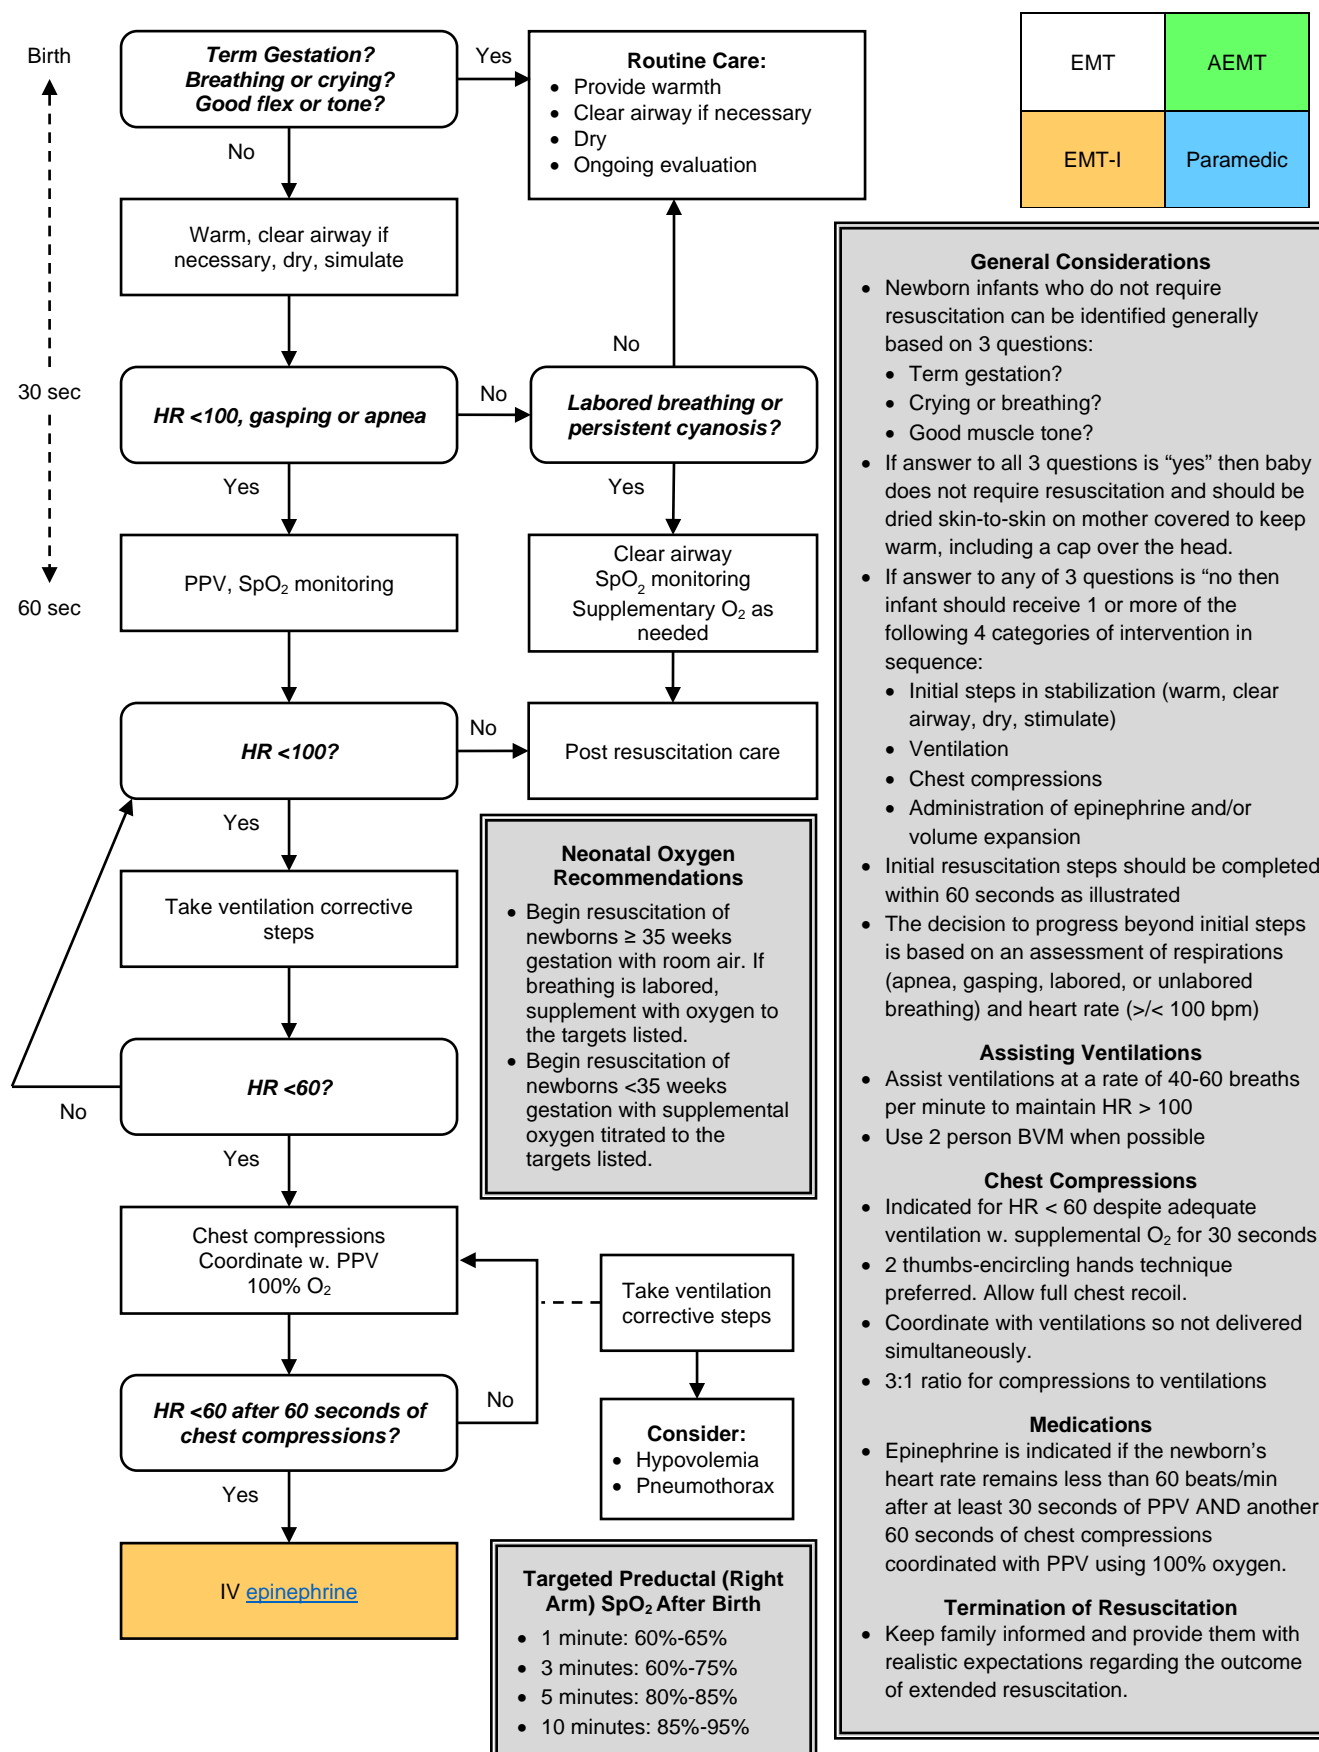 Birth
Term Gestation?
Breathing or crying?
Good flex or tone?
Yes
Routine Care:
• Provide warmth
• Clear airway if necessary
• Dry
• Ongoing evaluation
EMT
AEMT
EMT-I
Paramedic
No
Warm, clear airway if
necessary, dry, simulate
30 sec
HR <100, gasping or apnea
No
Labored breathing or
persistent cyanosis?
No
Yes
Yes
PPV, SpO₂ monitoring
60 sec
Clear airway
SpO₂ monitoring
Supplementary O₂ as
needed
HR <100?
No
Post resuscitation care
Yes
Take ventilation corrective
steps
HR <60?
No
Yes
Chest compressions
Coordinate w. PPV
100% O₂
Take ventilation
corrective steps
HR <60 after 60 seconds of
chest compressions?
No
Consider:
• Hypovolemia
• Pneumothorax
Yes
IV epinephrine
Neonatal Oxygen
Recommendations
• Begin resuscitation of
newborns ≥ 35 weeks
gestation with room air. If
breathing is labored,
supplement with oxygen to
the targets listed.
• Begin resuscitation of
newborns <35 weeks
gestation with supplemental
oxygen titrated to the
targets listed.
Targeted Preductal (Right
Arm) SpO₂ After Birth
• 1 minute: 60%-65%
• 3 minutes: 60%-75%
• 5 minutes: 80%-85%
• 10 minutes: 85%-95%
General Considerations
• Newborn infants who do not require
resuscitation can be identified generally
based on 3 questions:
• Term gestation?
• Crying or breathing?
• Good muscle tone?
• If answer to all 3 questions is “yes” then baby
does not require resuscitation and should be
dried skin-to-skin on mother covered to keep
warm, including a cap over the head.
• If answer to any of 3 questions is “no then
infant should receive 1 or more of the
following 4 categories of intervention in
sequence:
• Initial steps in stabilization (warm, clear
airway, dry, stimulate)
• Ventilation
• Chest compressions
• Administration of epinephrine and/or
volume expansion
• Initial resuscitation steps should be completed
within 60 seconds as illustrated
• The decision to progress beyond initial steps
is based on an assessment of respirations
(apnea, gasping, labored, or unlabored
breathing) and heart rate (>/< 100 bpm)
Assisting Ventilations
• Assist ventilations at a rate of 40-60 breaths
per minute to maintain HR > 100
• Use 2 person BVM when possible
Chest Compressions
• Indicated for HR < 60 despite adequate
ventilation w. supplemental O₂ for 30 seconds
• 2 thumbs-encircling hands technique
preferred. Allow full chest recoil.
• Coordinate with ventilations so not delivered
simultaneously.
• 3:1 ratio for compressions to ventilations
Medications
• Epinephrine is indicated if the newborn’s
heart rate remains less than 60 beats/min
after at least 30 seconds of PPV AND another
60 seconds of chest compressions
coordinated with PPV using 100% oxygen.
Termination of Resuscitation
• Keep family informed and provide them with
realistic expectations regarding the outcome
of extended resuscitation.